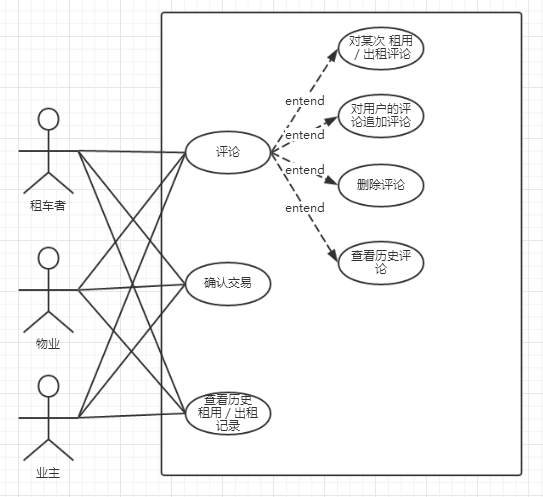 对某次 租用
/ 出租评论
entend
对用户的评
论追加评论
entend
评论
entend
删除评论
entend
租车者
查看历史评
论
确认交易
物业
查看历史
租用 / 出租
记录
业主